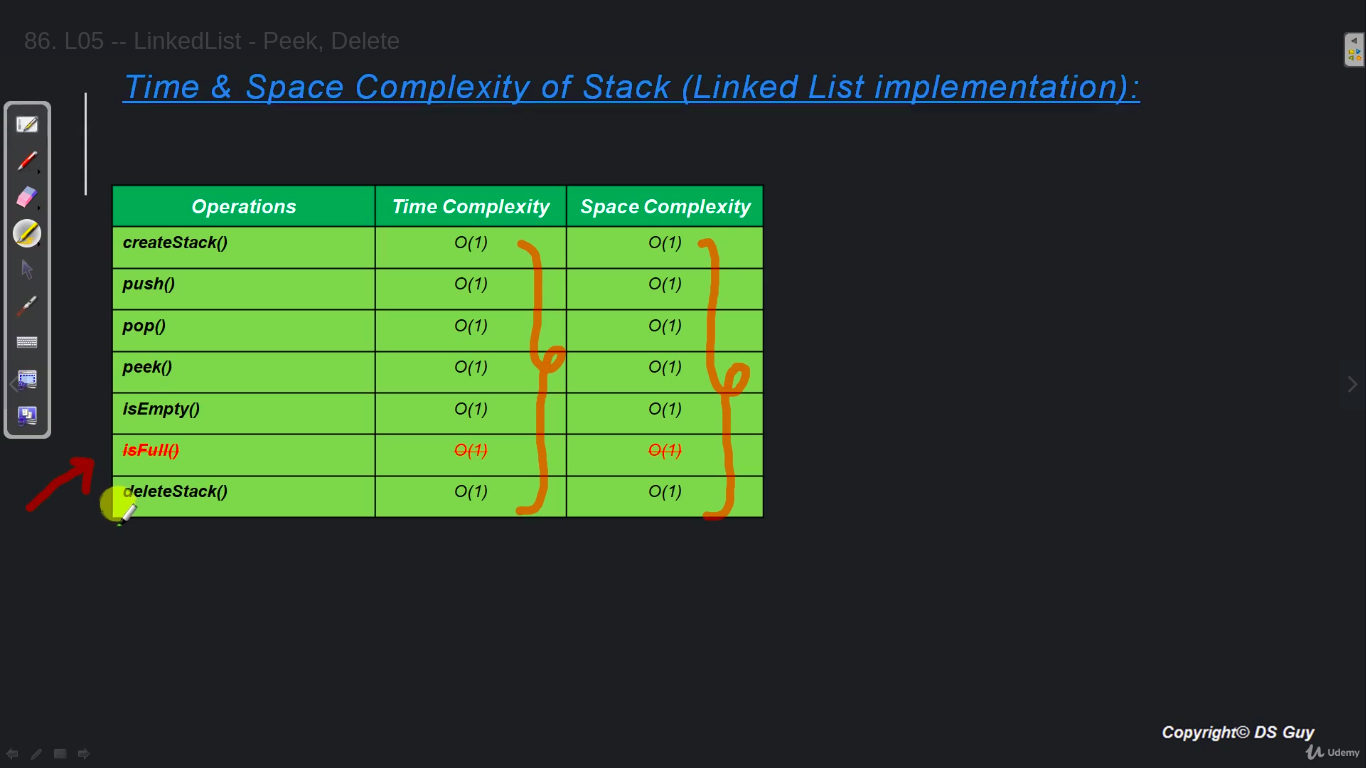 86. L05 -- LinkedList - Peek, Delete
Time & Space Complexity of Stack (Linked List implementation):
Operations Time Complexity Space Complexity
createStack() O(1) O(1)
push() O(1) O(1)
pop() O(1) O(1)
peek() O(1) O(1)
isEmpty() O(1) O(1)
isFull() O(1) O(1)
deleteStack() O(1) O(1)
Copyright© DS Guy
Udemy